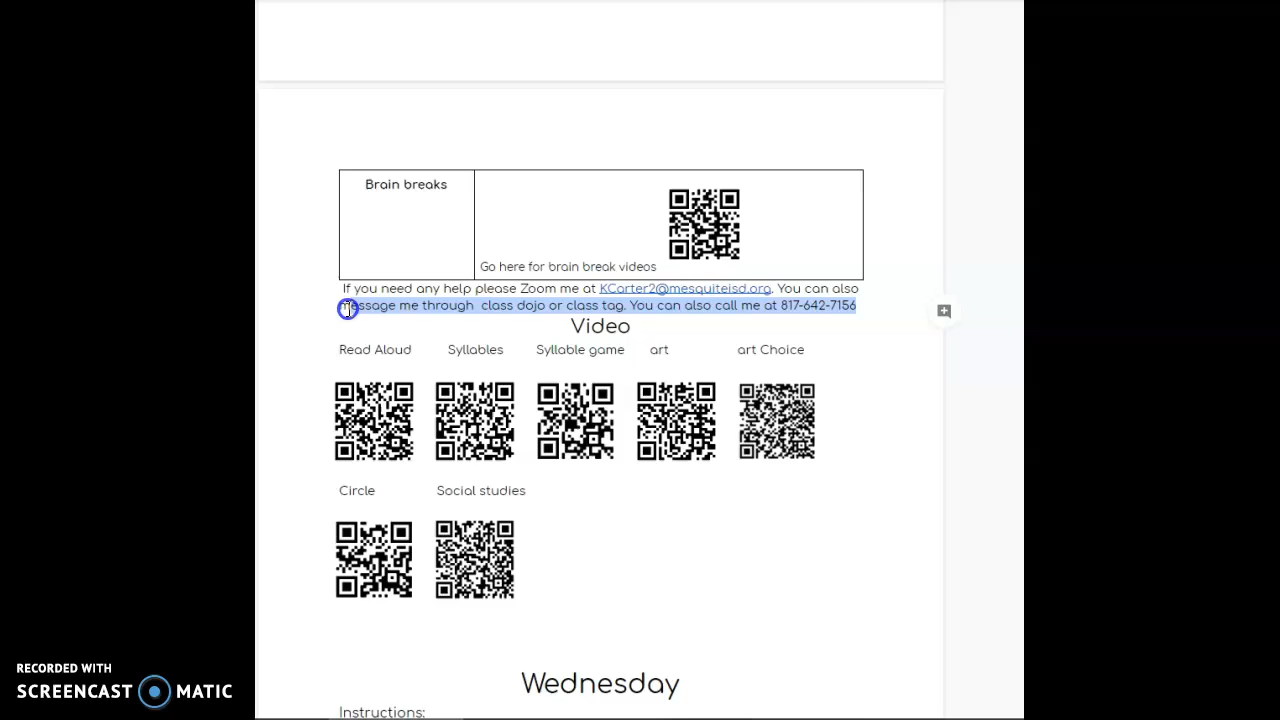 Brain breaks
Go here for brain break videos
If you need any help please Zoom me at KCarter2@mesquiteisd.org. You can also
message me through class dojo or class tag. You can also call me at 817-642-7156
Video
Read Aloud Syllables Syllable game art art Choice
Circle Social studies
Wednesday
Instructions:
RECORDED WITH
SCREENCAST MATIC